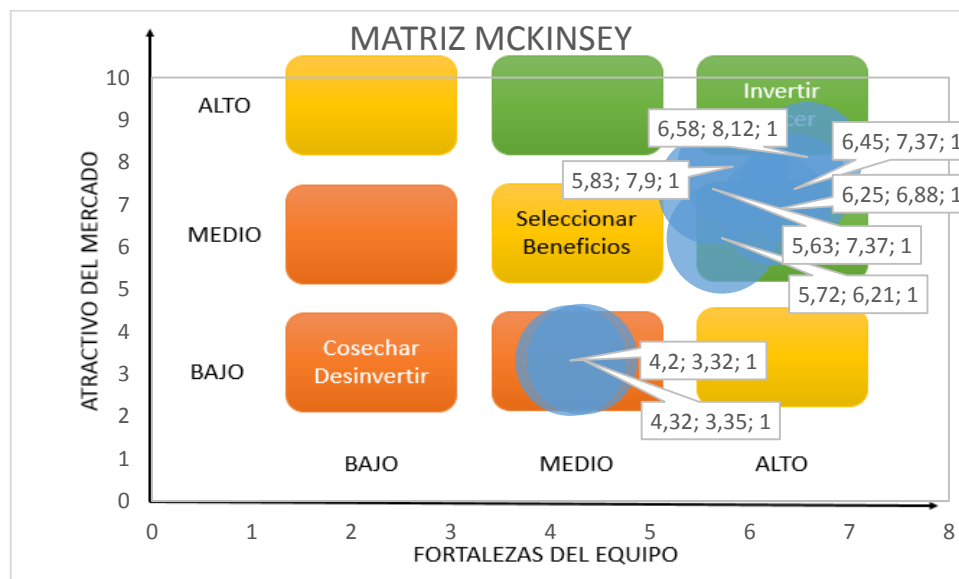 MATRIZ MCKINSEY
ATRACTIVO DEL MERCADO
10
9
8
7
6
5
4
3
2
1
0
ALTO
MEDIO
BAJO
Invertir
6,58; 8,12; 1
6,45; 7,37; 1
5,83; 7,9; 1
6,25; 6,88; 1
Seleccionar
Beneficios
5,63; 7,37; 1
5,72; 6,21; 1
Cosechar
Desinvertir
4,2; 3,32; 1
4,32; 3,35; 1
BAJO
MEDIO
ALTO
0 1 2 3 4 5 6 7 8
FORTALEZAS DEL EQUIPO